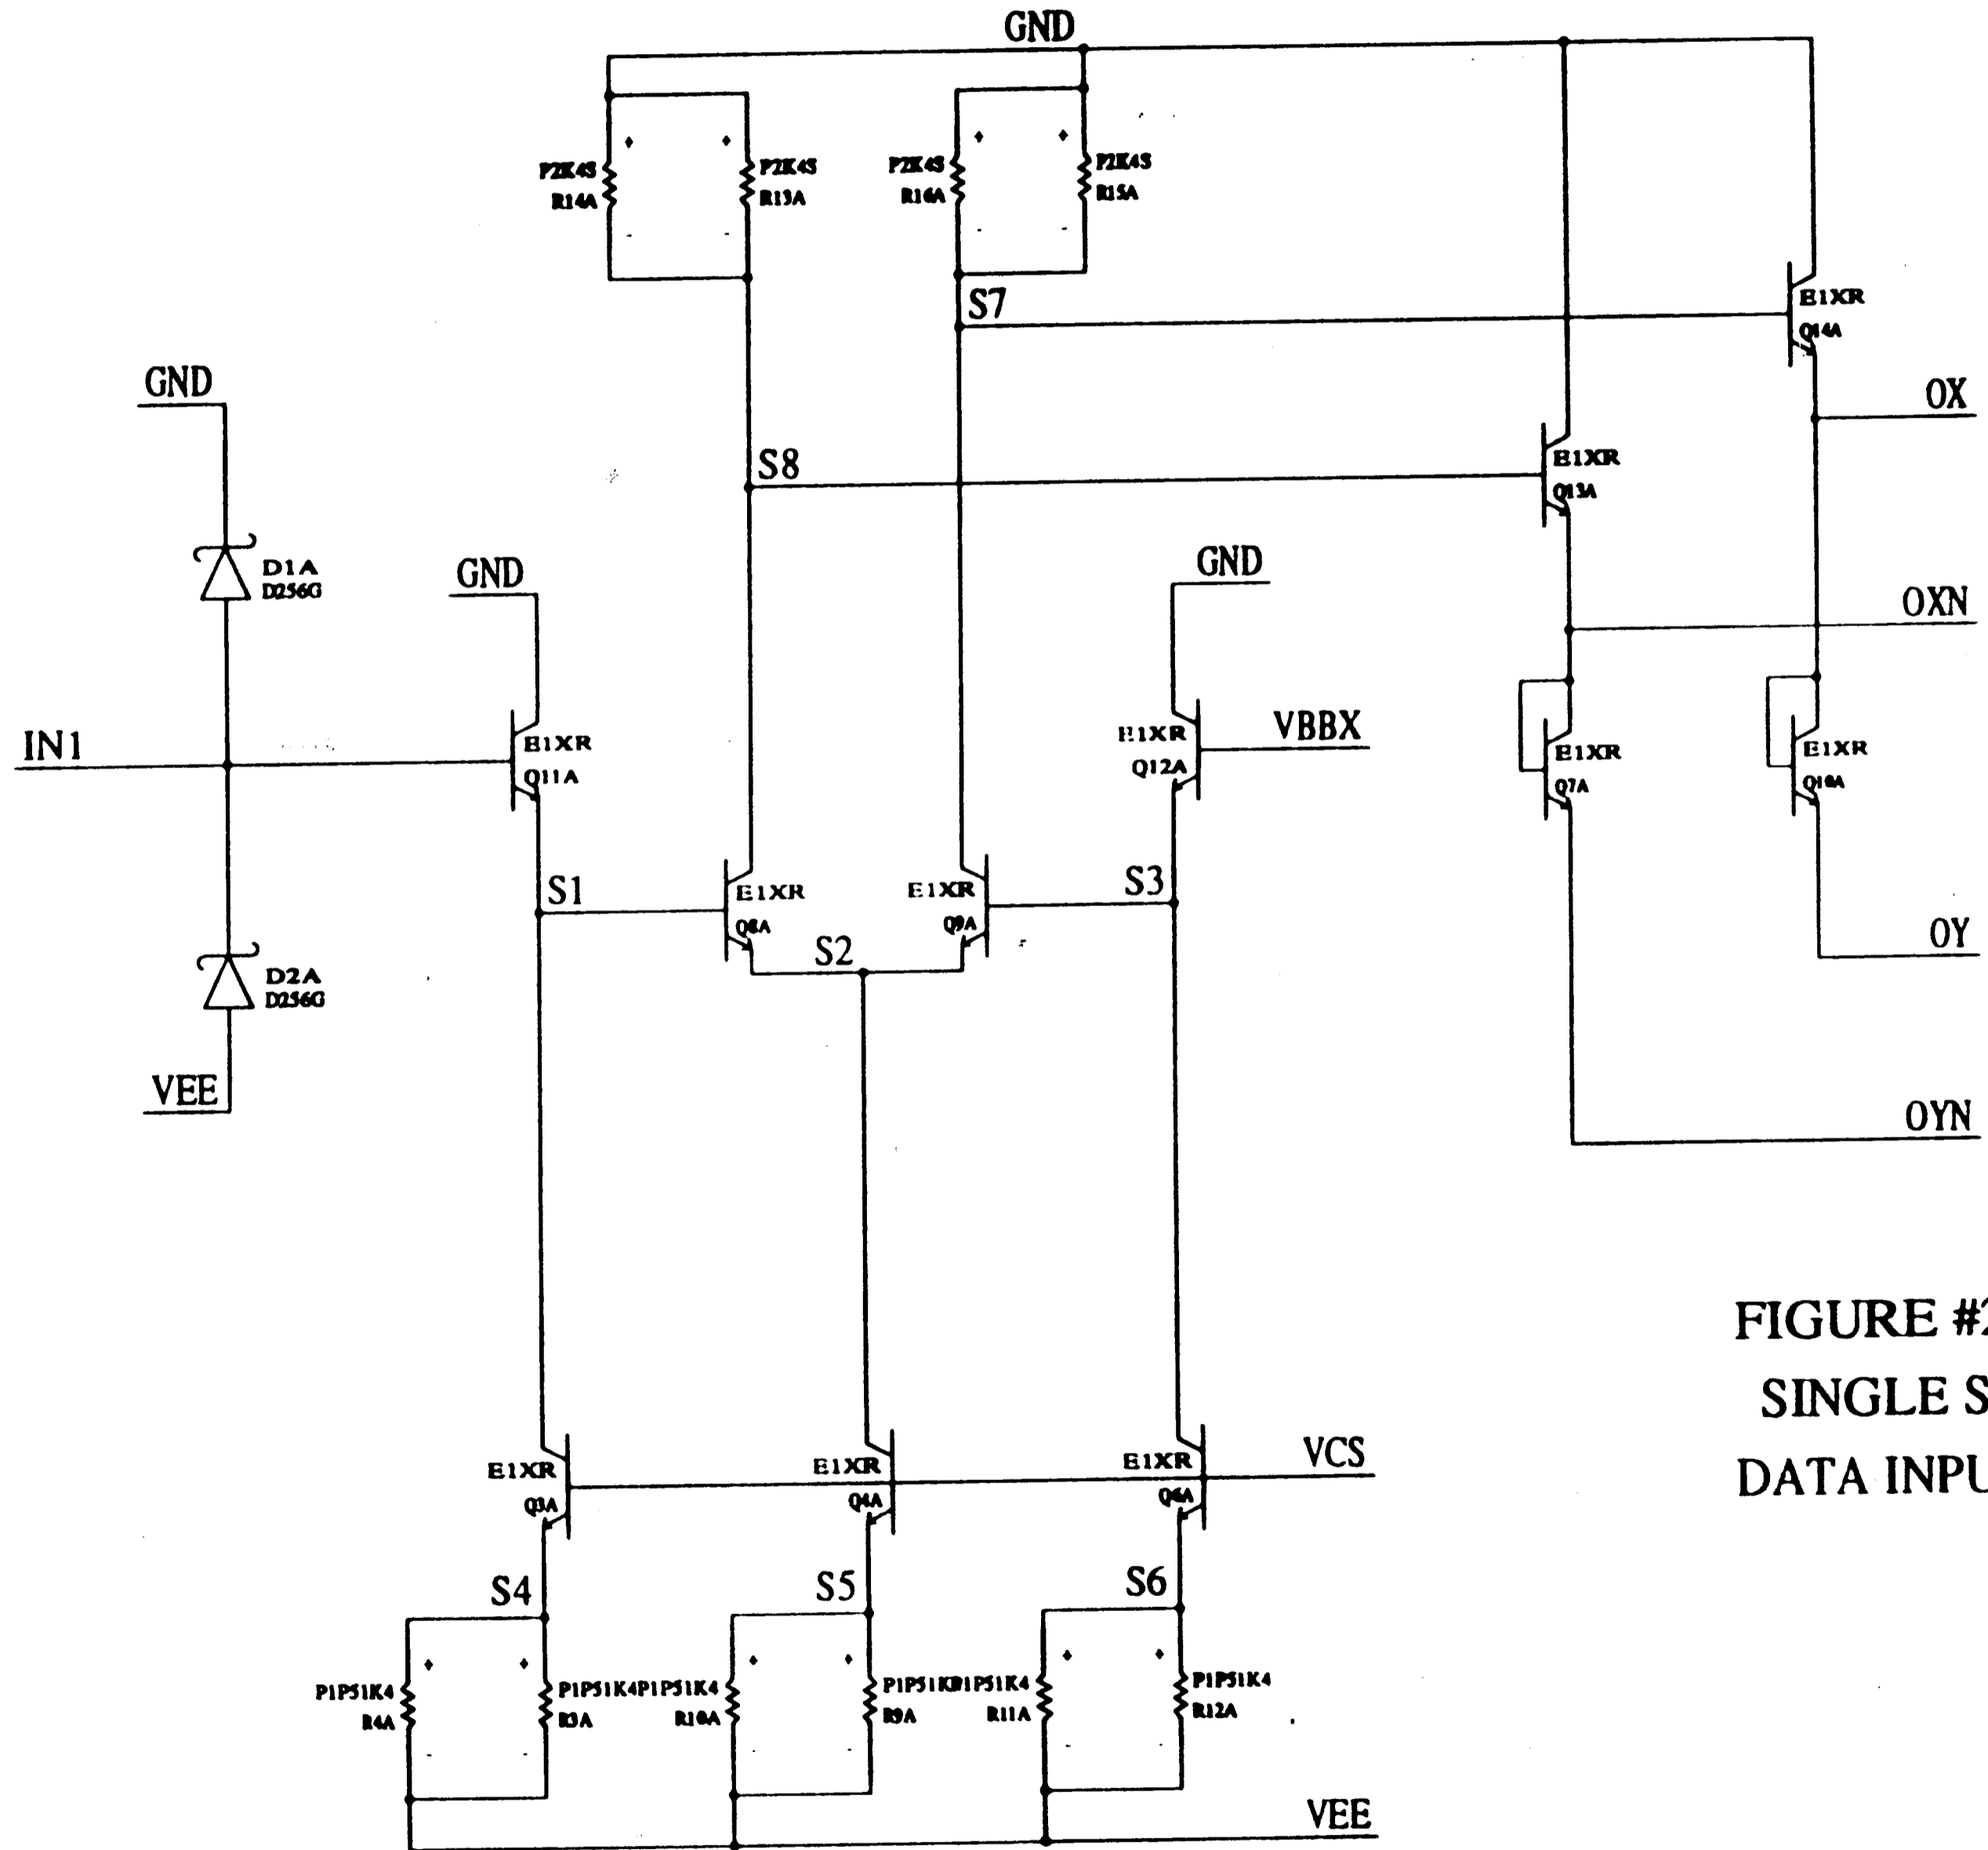 GND
P2K4S
R14A
P2K4S
R13A
P2K4S
R16A
P2K4S
R15A
S7
E1XR
Q14A
GND
OX
S8
E1XR
Q13A
D1A
D256G
GND
GND
OXN
IN1
E1XR
Q11A
E1XR
Q12A
VBBX
E1XR
Q7A
E1XR
Q10A
S1
E1XR
Q8A
E1XR
Q9A
S3
S2
OY
D2A
D256G
VEE
OYN
FIGURE #2
SINGLE S
DATA INPU
E1XR
Q3A
E1XR
Q4A
E1XR
Q6A
VCS
S4
S5
S6
P1P51K4
R4A
P1P51K4
R3A
P1P51K4
R10A
R9A
R11A
P1P51K4
R12A
VEE